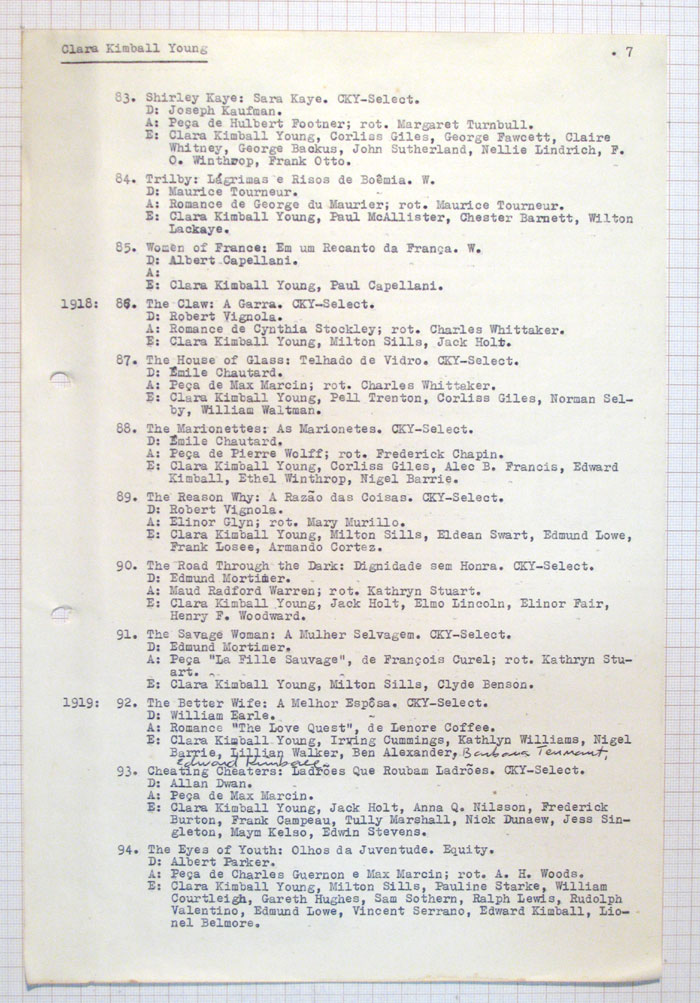 Clara Kimball Young
. 7
83. Shirley Kaye: Sara Kaye. CKY-Select.
D: Joseph Kaufman.
A: Peça de Hulbert Footner; rot. Margaret Turnbull.
E: Clara Kimball Young, Corliss Giles, George Fawcett, Claire
Whitney, George Backus, John Sutherland, Nellie Lindrich, F.
O. Winthrop, Frank Otto.
84. Trilby: Lágrimas e Risos de Boêmia. W.
D: Maurice Tourneur.
A: Romance de George du Maurier; rot. Maurice Tourneur.
E: Clara Kimball Young, Paul McAllister, Chester Barnett, Wilton
Lackaye.
85. Women of France: Em um Recanto da França. W.
D: Albert Capellani.
A:
E: Clara Kimball Young, Paul Capellani.
1918: 86. The Claw: A Garra. CKY-Select.
D: Robert Vignola.
A: Romance de Cynthia Stockley; rot. Charles Whittaker.
E: Clara Kimball Young, Milton Sills, Jack Holt.
87. The House of Glass: Telhado de Vidro. CKY-Select.
D: Émile Chautard.
A: Peça de Max Marcin; rot. Charles Whittaker.
E: Clara Kimball Young, Pell Trenton, Corliss Giles, Norman Sel-
by, William Waltman.
88. The Marionettes: As Marionetes. CKY-Select.
D: Émile Chautard.
A: Peça de Pierre Wolff; rot. Frederick Chapin.
E: Clara Kimball Young, Corliss Giles, Alec B. Francis, Edward
Kimball, Ethel Winthrop, Nigel Barrie.
89. The Reason Why: A Razão das Coisas. CKY-Select.
D: Robert Vignola.
A: Elinor Glyn; rot. Mary Murillo.
E: Clara Kimball Young, Milton Sills, Eldean Swart, Edmund Lowe,
Frank Losee, Armando Cortez.
90. The Road Through the Dark: Dignidade sem Honra. CKY-Select.
D: Edmund Mortimer.
A: Maud Radford Warren; rot. Kathryn Stuart.
E: Clara Kimball Young, Jack Holt, Elmo Lincoln, Elinor Fair,
Henry F. Woodward.
91. The Savage Woman: A Mulher Selvagem. CKY-Select.
D: Edmund Mortimer.
A: Peça "La Fille Sauvage", de François Curel; rot. Kathryn Stu-
art.
E: Clara Kimball Young, Milton Sills, Clyde Benson.
1919: 92. The Better Wife: A Melhor Espôsa. CKY-Select.
D: William Earle.
A: Romance "The Love Quest", de Lenore Coffee.
E: Clara Kimball Young, Irving Cummings, Kathlyn Williams, Nigel
Barrie, Lillian Walker, Ben Alexander, Barbara Tennant,
Edward Kimball.
93. Cheating Cheaters: Ladrões Que Roubam Ladrões. CKY-Select.
D: Allan Dwan.
A: Peça de Max Marcin.
E: Clara Kimball Young, Jack Holt, Anna Q. Nilsson, Frederick
Burton, Frank Campeau, Tully Marshall, Nick Dunaew, Jess Sin-
gleton, Maym Kelso, Edwin Stevens.
94. The Eyes of Youth: Olhos da Juventude. Equity.
D: Albert Parker.
A: Peça de Charles Guernon e Max Marcin; rot. A. H. Woods.
E: Clara Kimball Young, Milton Sills, Pauline Starke, William
Courtleigh, Gareth Hughes, Sam Sothern, Ralph Lewis, Rudolph
Valentino, Edmund Lowe, Vincent Serrano, Edward Kimball, Lio-
nel Belmore.